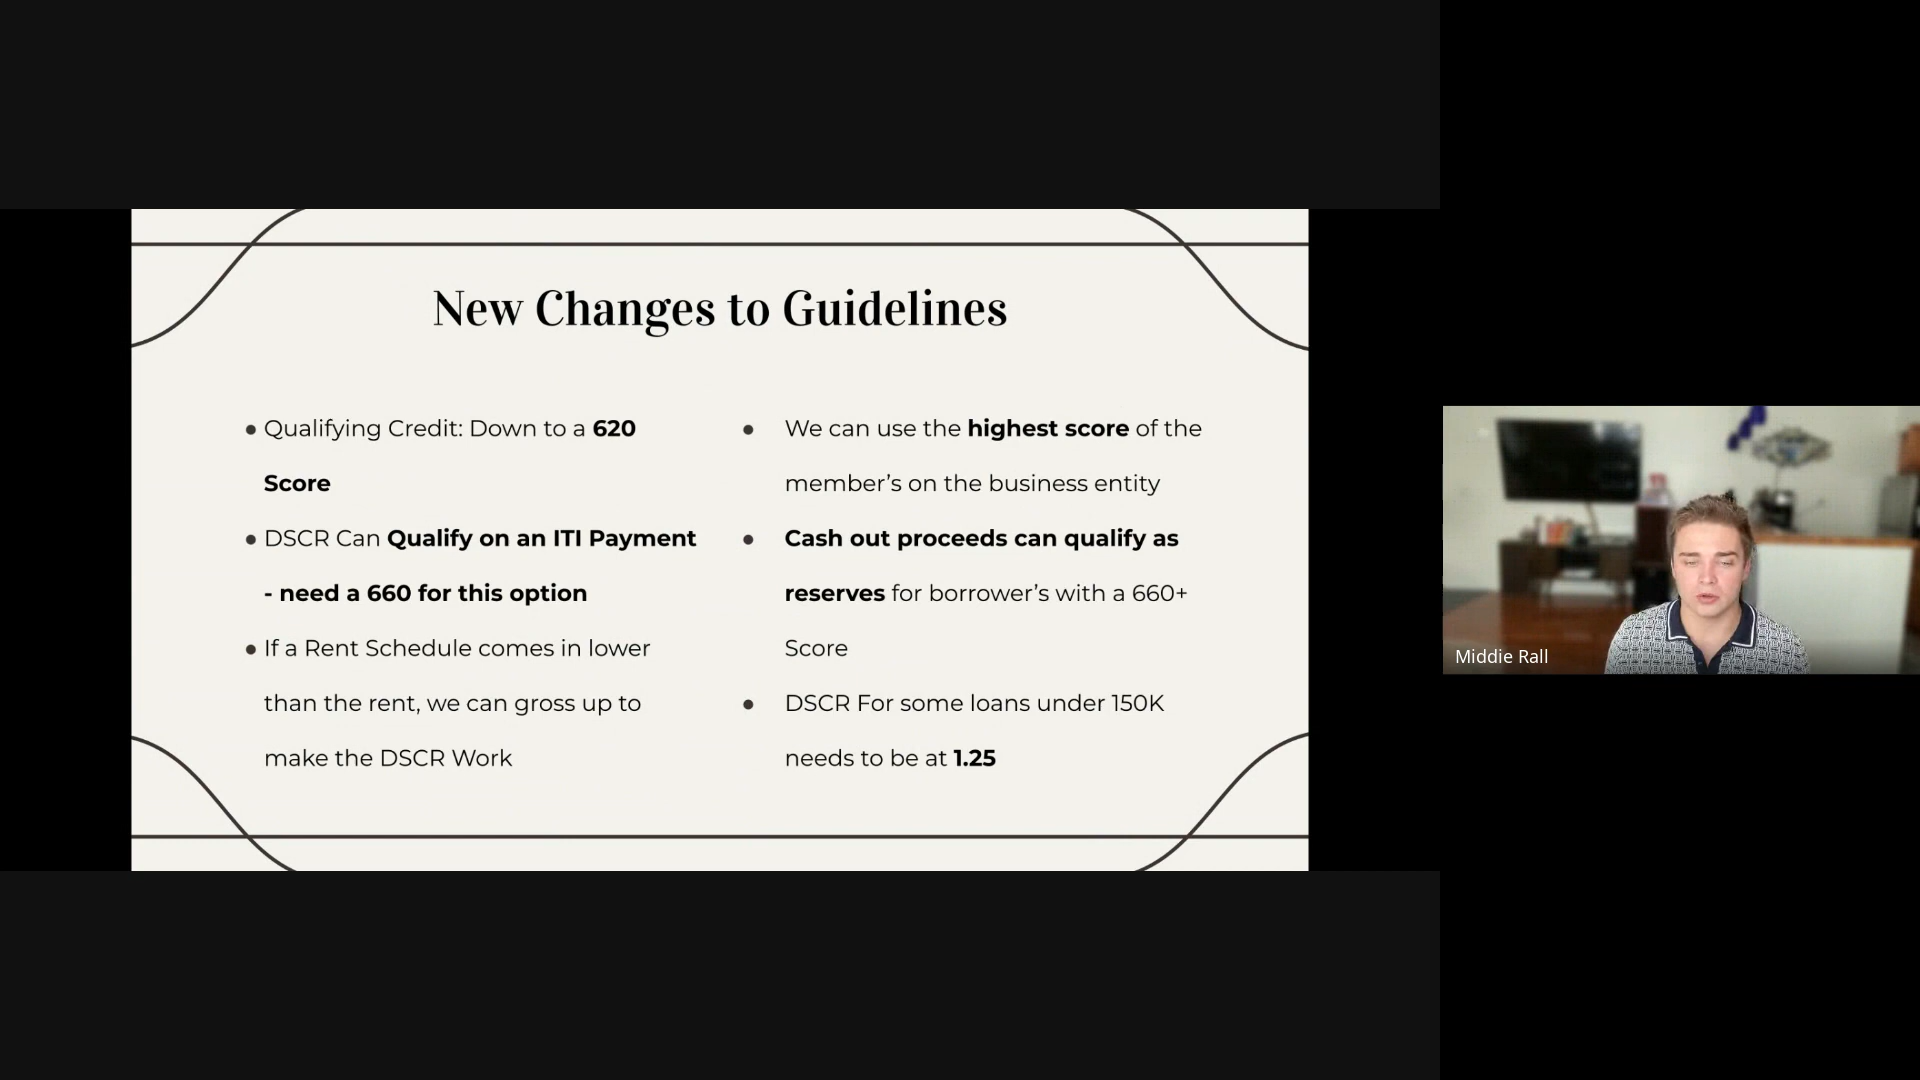 New Changes to Guidelines
● Qualifying Credit: Down to a 620
Score
● DSCR Can Qualify on an ITI Payment
- need a 660 for this option
● If a Rent Schedule comes in lower
than the rent, we can gross up to
make the DSCR Work
● We can use the highest score of the
member’s on the business entity
● Cash out proceeds can qualify as
reserves for borrower’s with a 660+
Score
● DSCR For some loans under 150K
needs to be at 1.25
Middie Rall